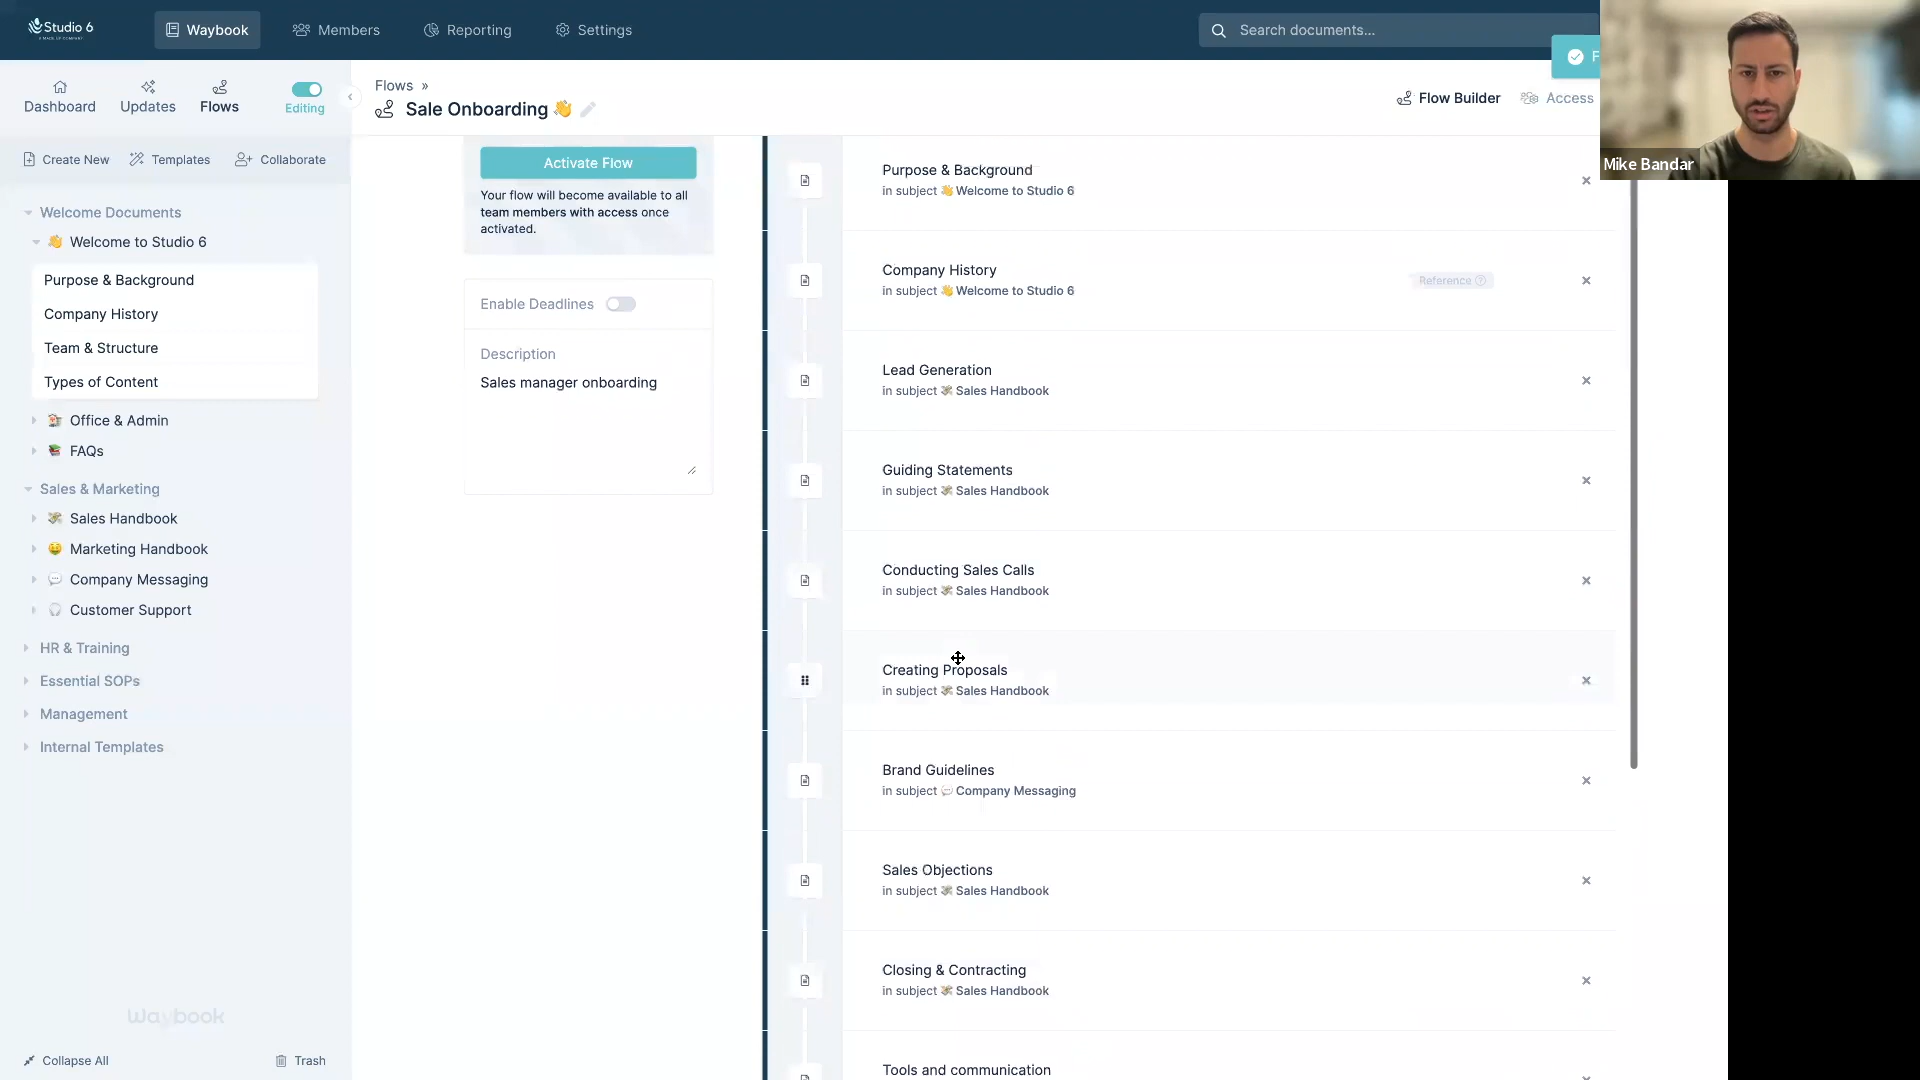 Studio 6
Waybook
Members
Reporting
Settings
Search documents...
F
Mike Bandar
Dashboard
Updates
Flows
Editing
Flows »
Sale Onboarding 👋
Flow Builder
Access
Create New
Templates
Collaborate
Welcome Documents
👋 Welcome to Studio 6
Purpose & Background
Company History
Team & Structure
Types of Content
Office & Admin
FAQs
Sales & Marketing
Sales Handbook
Marketing Handbook
Company Messaging
Customer Support
HR & Training
Essential SOPs
Management
Internal Templates
waybook
Collapse All
Trash
Activate Flow
Your flow will become available to all
team members with access once
activated.
Enable Deadlines
Description
Sales manager onboarding
Purpose & Background
in subject 👋 Welcome to Studio 6
Company History
in subject 👋 Welcome to Studio 6
Reference
Lead Generation
in subject 💸 Sales Handbook
Guiding Statements
in subject 💸 Sales Handbook
Conducting Sales Calls
in subject 💸 Sales Handbook
Creating Proposals
in subject 💸 Sales Handbook
Brand Guidelines
in subject 💬 Company Messaging
Sales Objections
in subject 💸 Sales Handbook
Closing & Contracting
in subject 💸 Sales Handbook
Tools and communication